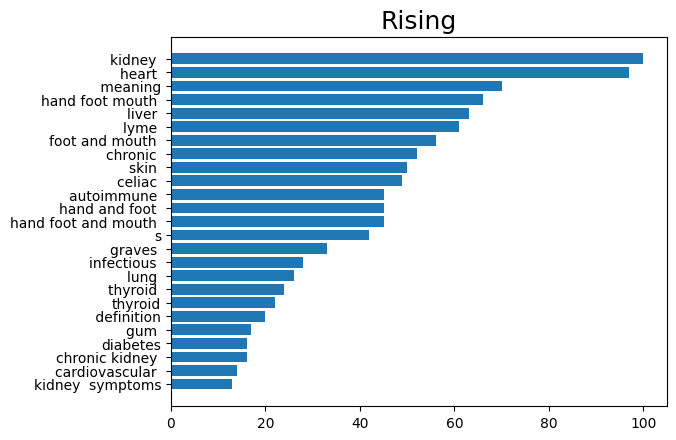 Rising
kidney
heart
meaning
hand foot mouth
liver
lyme
foot and mouth
chronic
skin
celiac
autoimmune
hand and foot
hand foot and mouth
s
graves
infectious
lung
thyroid
thyroid
definition
gum
diabetes
chronic kidney
cardiovascular
kidney  symptoms
0 20 40 60 80 100